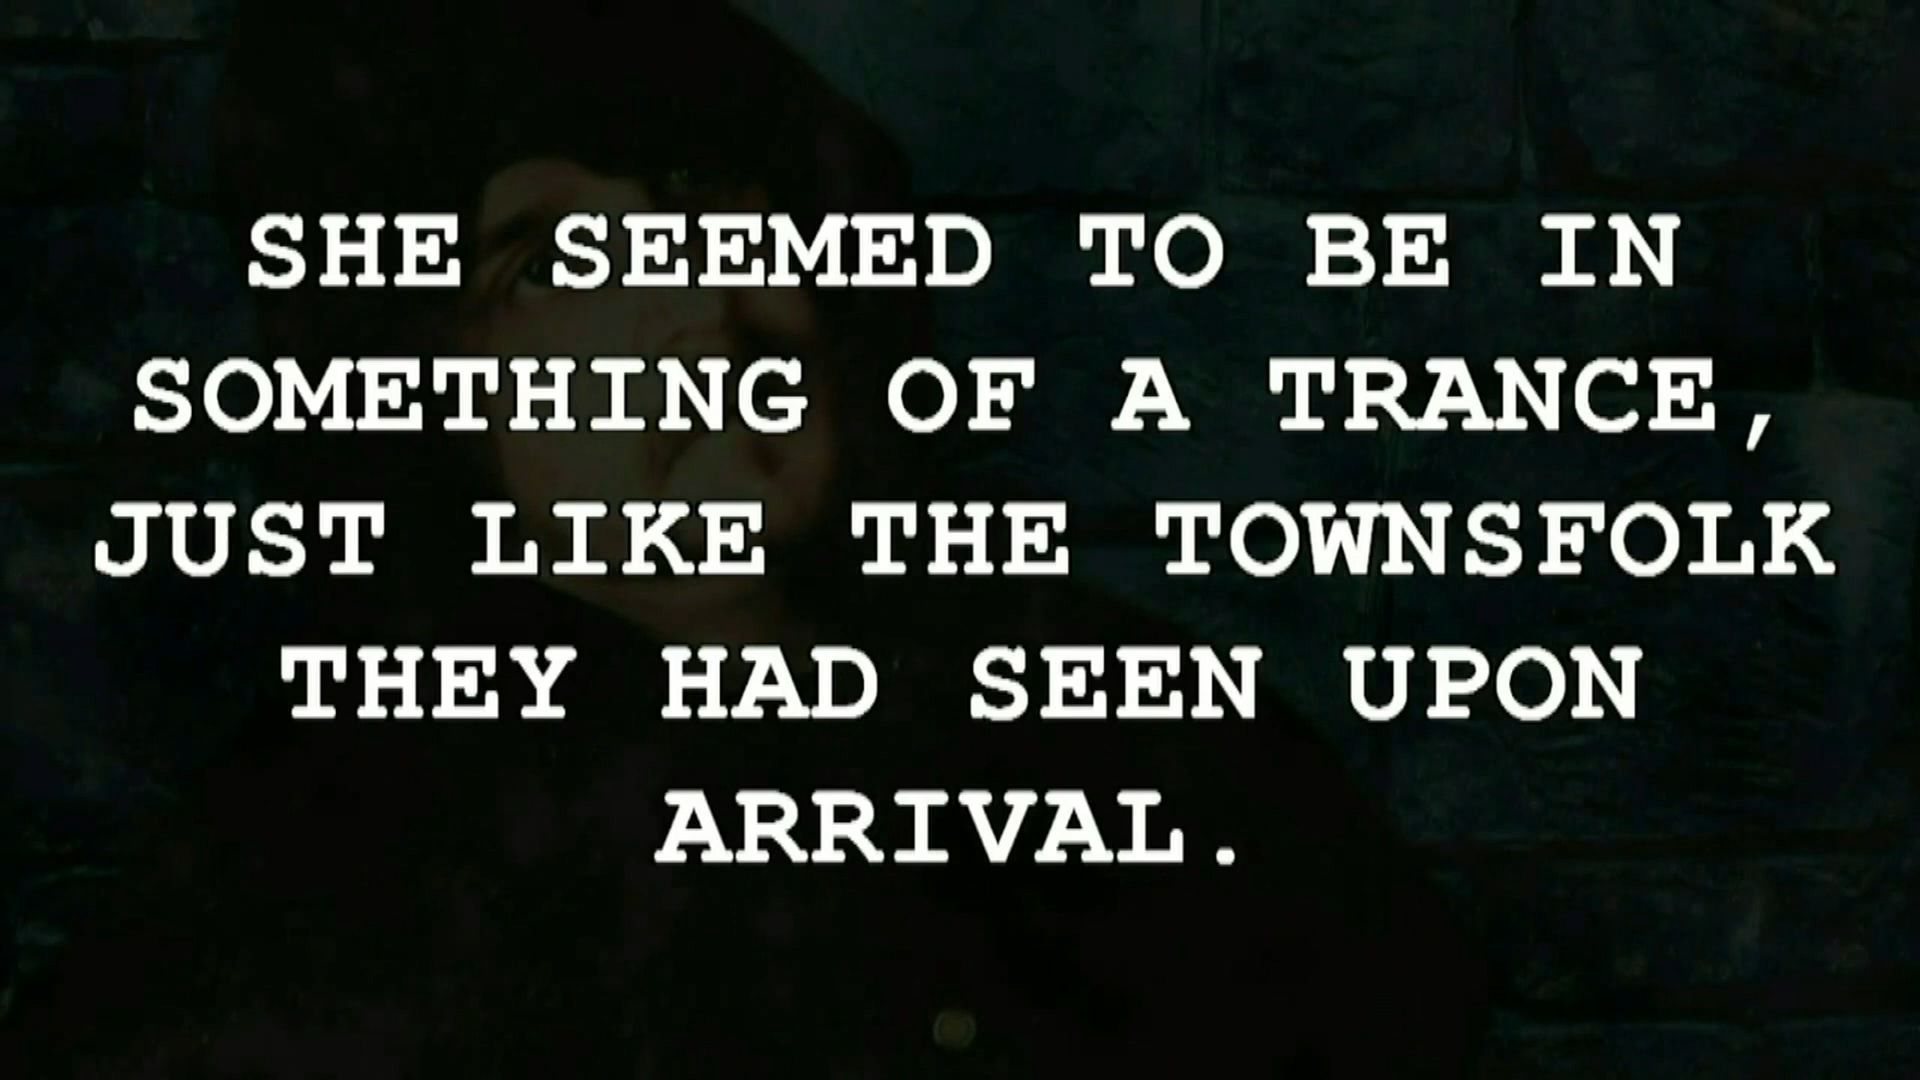 SHE SEEMED TO BE IN
SOMETHING OF A TRANCE,
JUST LIKE THE TOWNSFOLK
THEY HAD SEEN UPON
ARRIVAL.